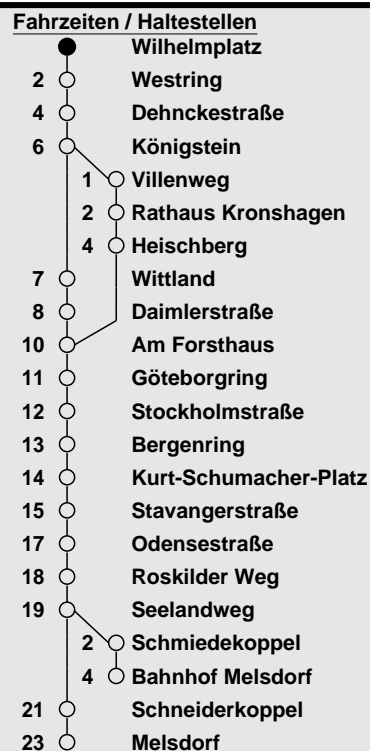 Fahrzeiten / Haltestellen
Wilhelmplatz
2 Westring
4 Dehnckestraße
6 Königstein
1 Villenweg
2 Rathaus Kronshagen
4 Heischberg
7 Wittland
8 Daimlerstraße
10 Am Forsthaus
11 Göteborgring
12 Stockholmstraße
13 Bergenring
14 Kurt-Schumacher-Platz
15 Stavangerstraße
17 Odensestraße
18 Roskilder Weg
19 Seelandweg
2 Schmiedekoppel
4 Bahnhof Melsdorf
21 Schneiderkoppel
23 Melsdorf